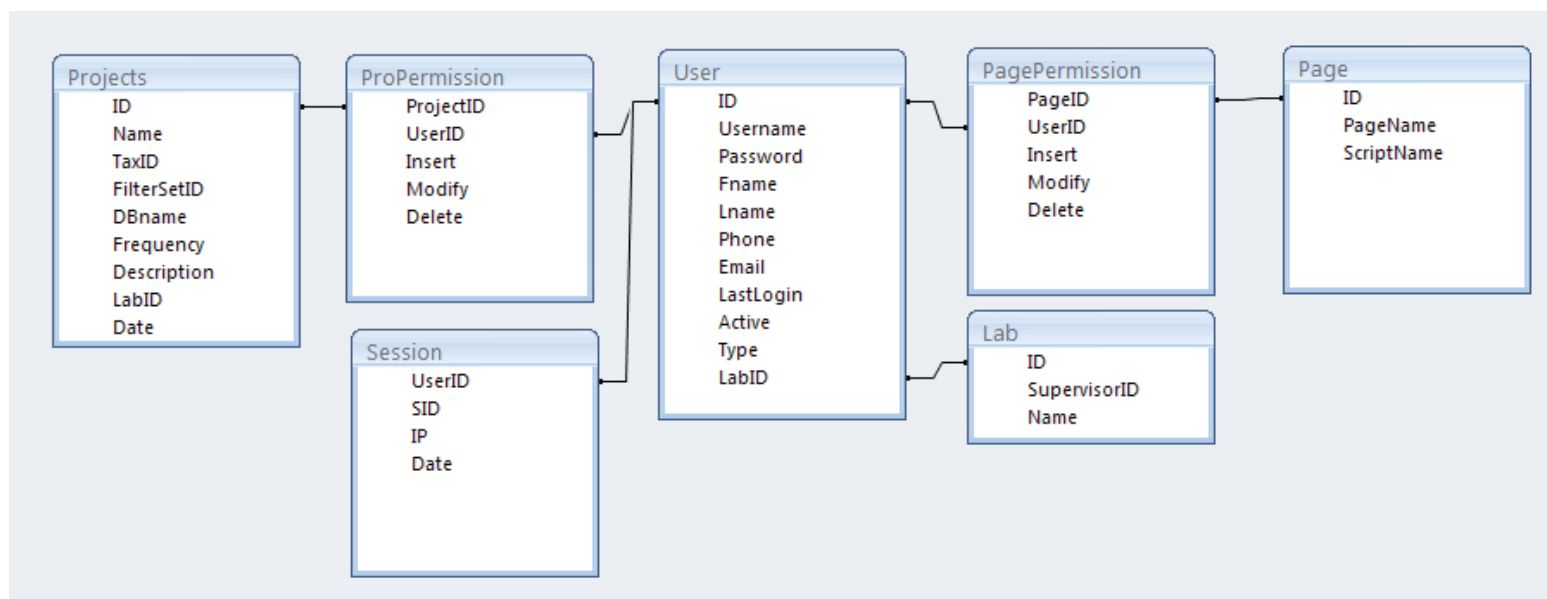 Projects
ID
Name
TaxID
FilterSetID
DBname
Frequency
Description
LabID
Date
ProPermission
ProjectID
UserID
Insert
Modify
Delete
Session
UserID
SID
IP
Date
User
ID
Username
Password
Fname
Lname
Phone
Email
LastLogin
Active
Type
LabID
PagePermission
PageID
UserID
Insert
Modify
Delete
Lab
ID
SupervisorID
Name
Page
ID
PageName
ScriptName